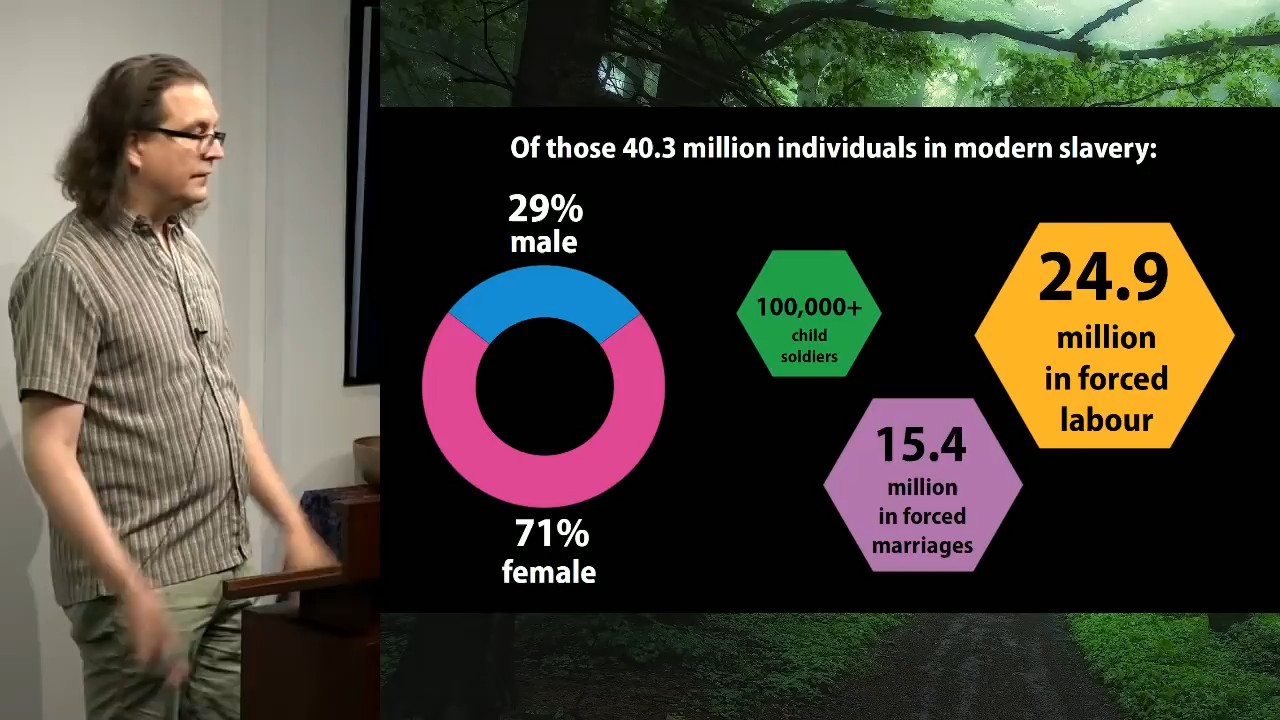 Of those 40.3 million individuals in modern slavery:
29%
male
71%
female
100,000+
child
soldiers
15.4
million
in forced
marriages
24.9
million
in forced
labour